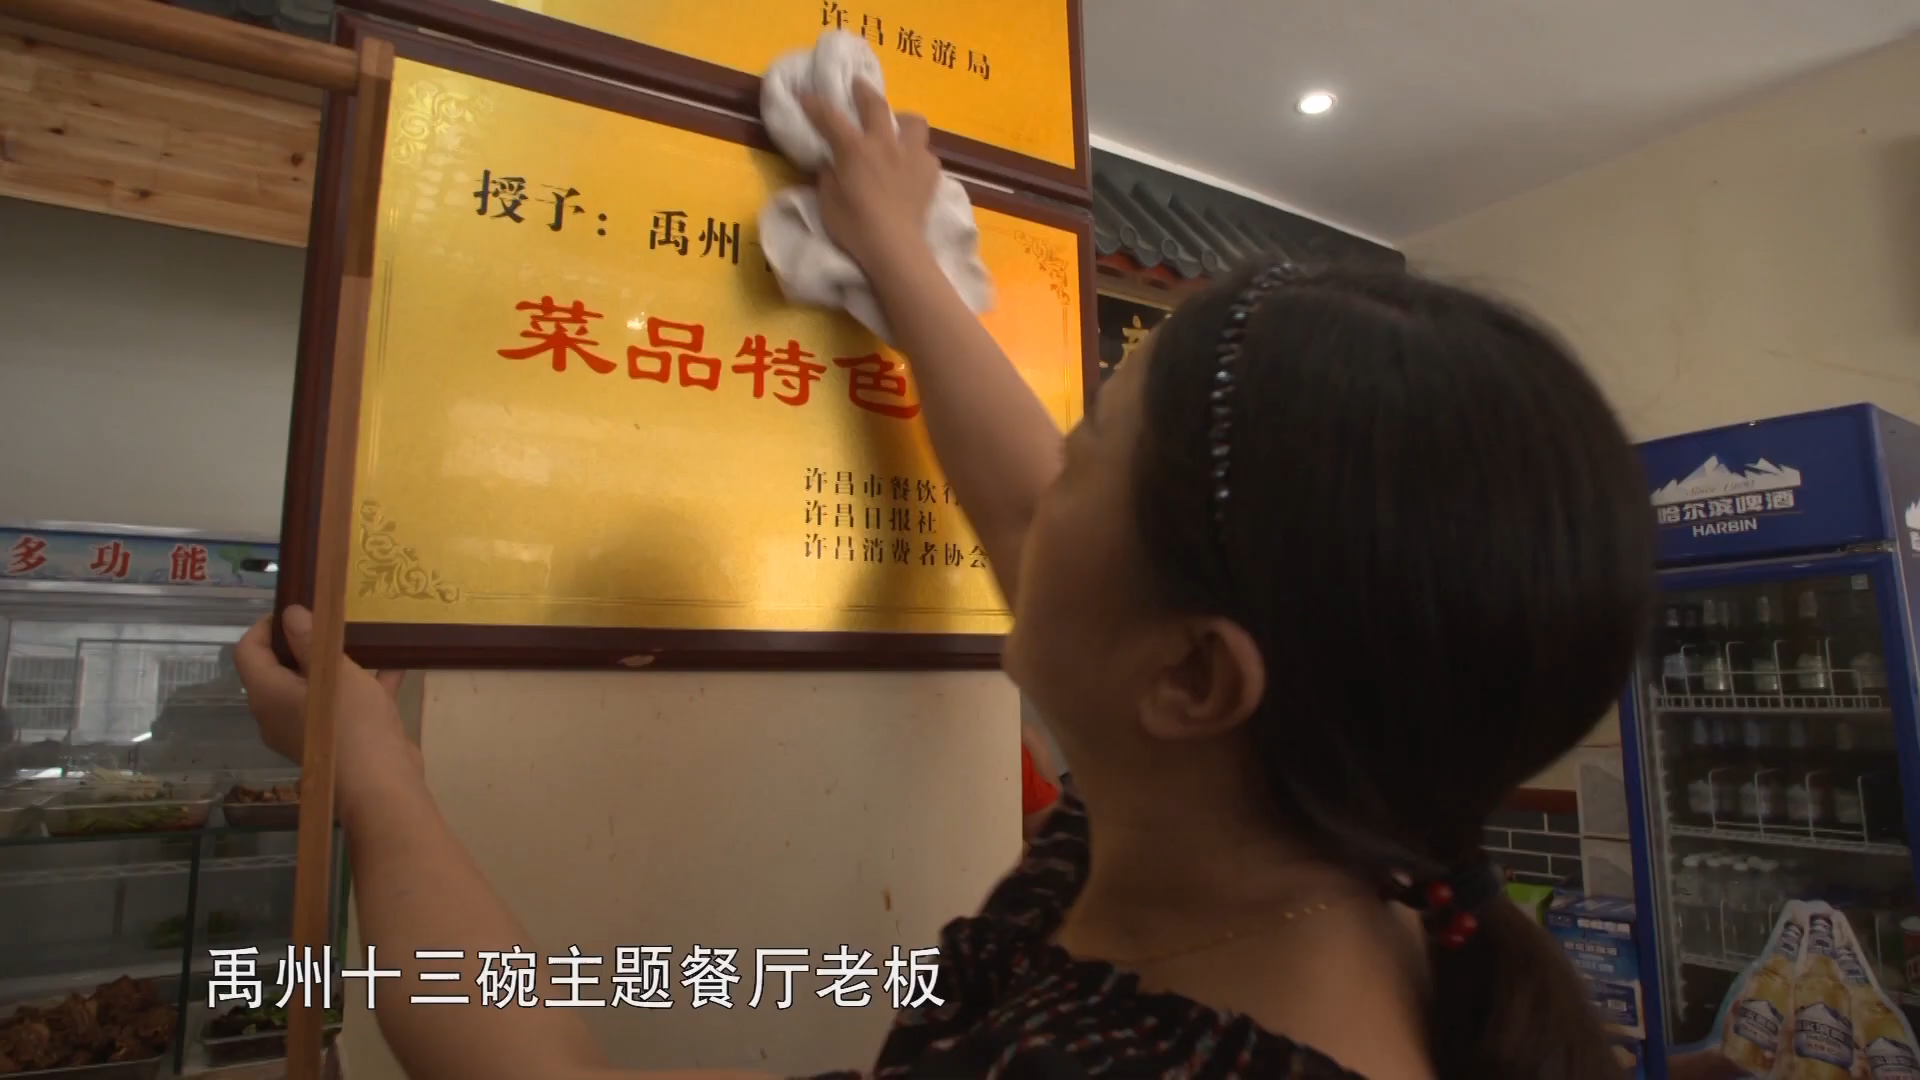 许昌旅游局
授予：禹州
菜品特色
许昌市餐饮行
许昌日报社
许昌消费者协会
多功能
Since 1900
哈尔滨啤酒
HARBIN
禹州十三碗主题餐厅老板